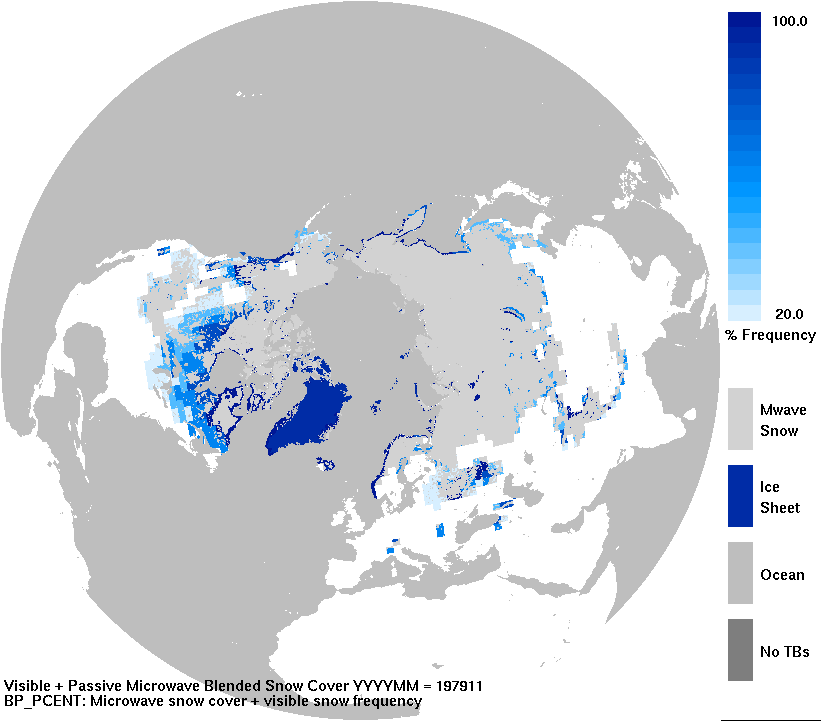 100.0
20.0
% Frequency
Mwave
Snow
Ice
Sheet
Ocean
No TBs
Visible + Passive Microwave Blended Snow Cover YYYYMM = 197911
BP_PCENT: Microwave snow cover + visible snow frequency